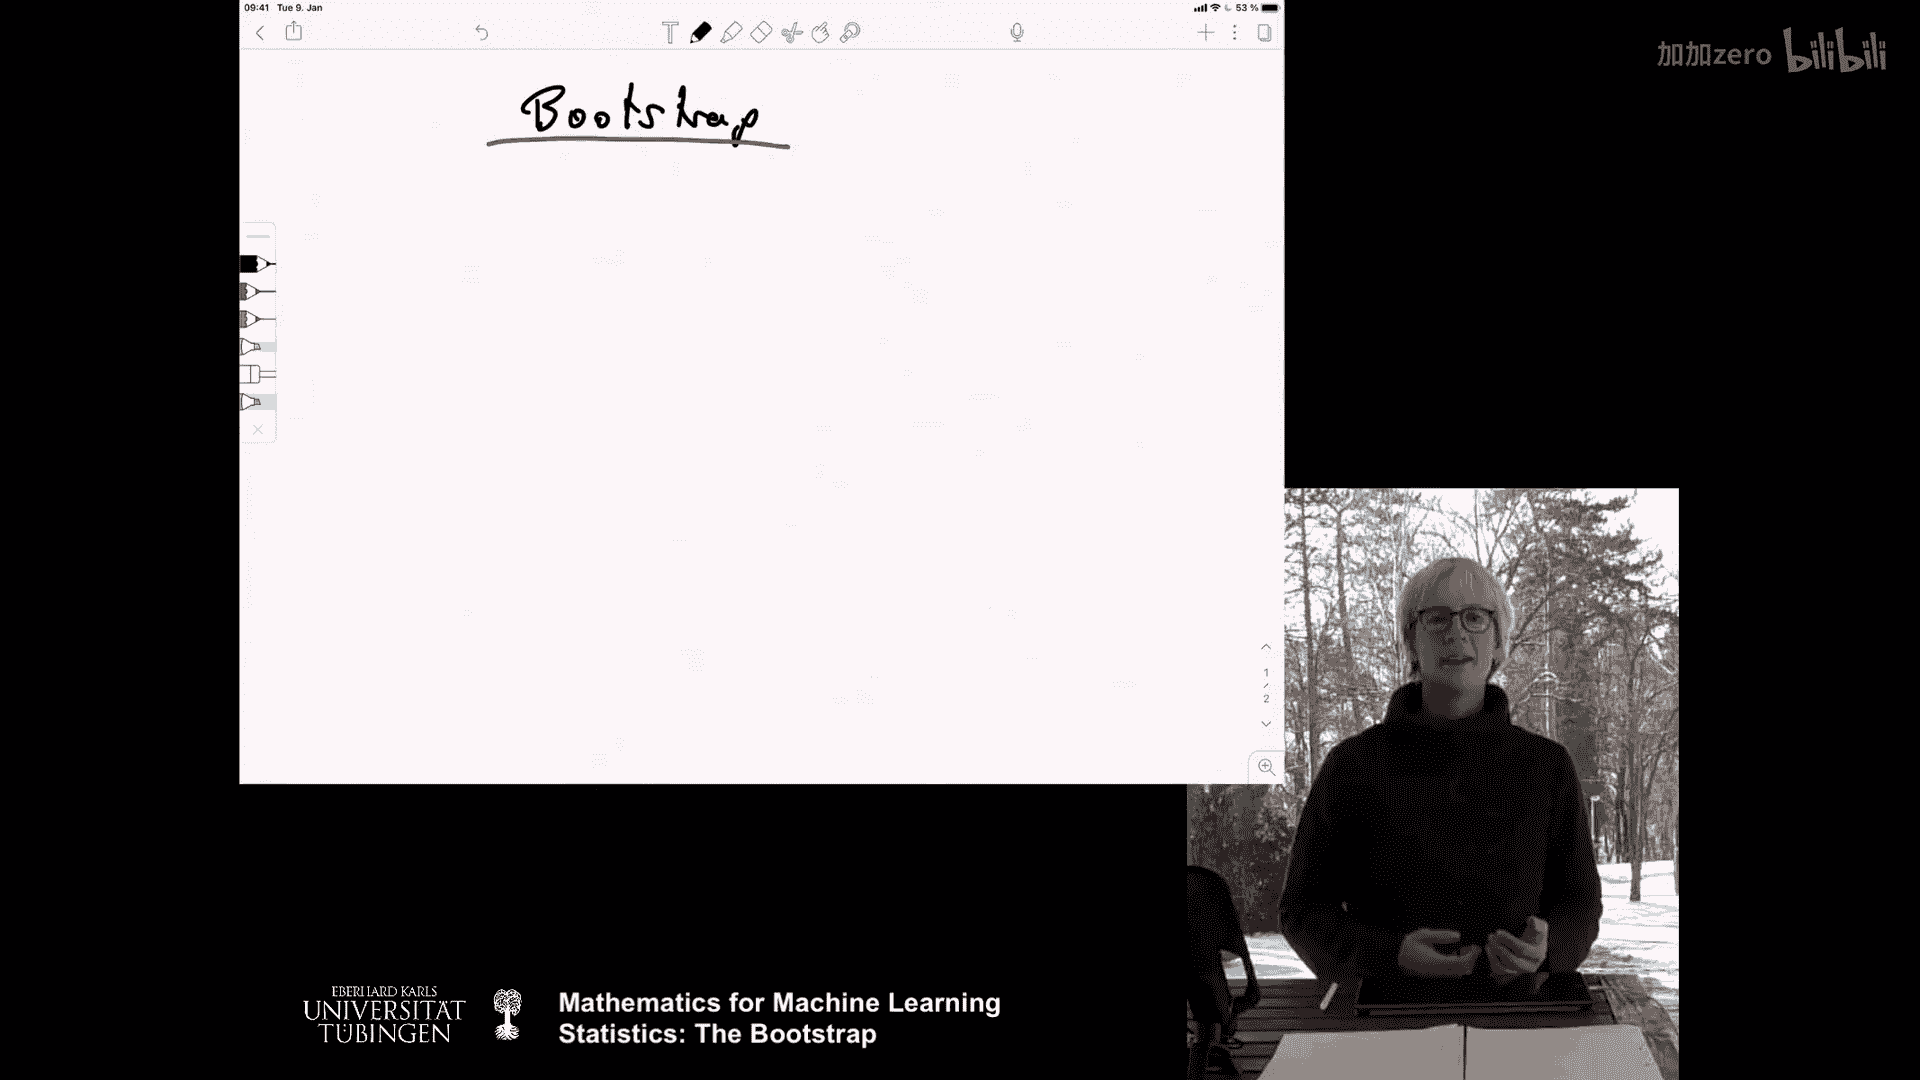 09:41 Tue 9. Jan
53 %
加加zero bilibili
T
Bootstrap
1
2
EBERHARD KARLS
UNIVERSITÄT
TÜBINGEN
Mathematics for Machine Learning
Statistics: The Bootstrap